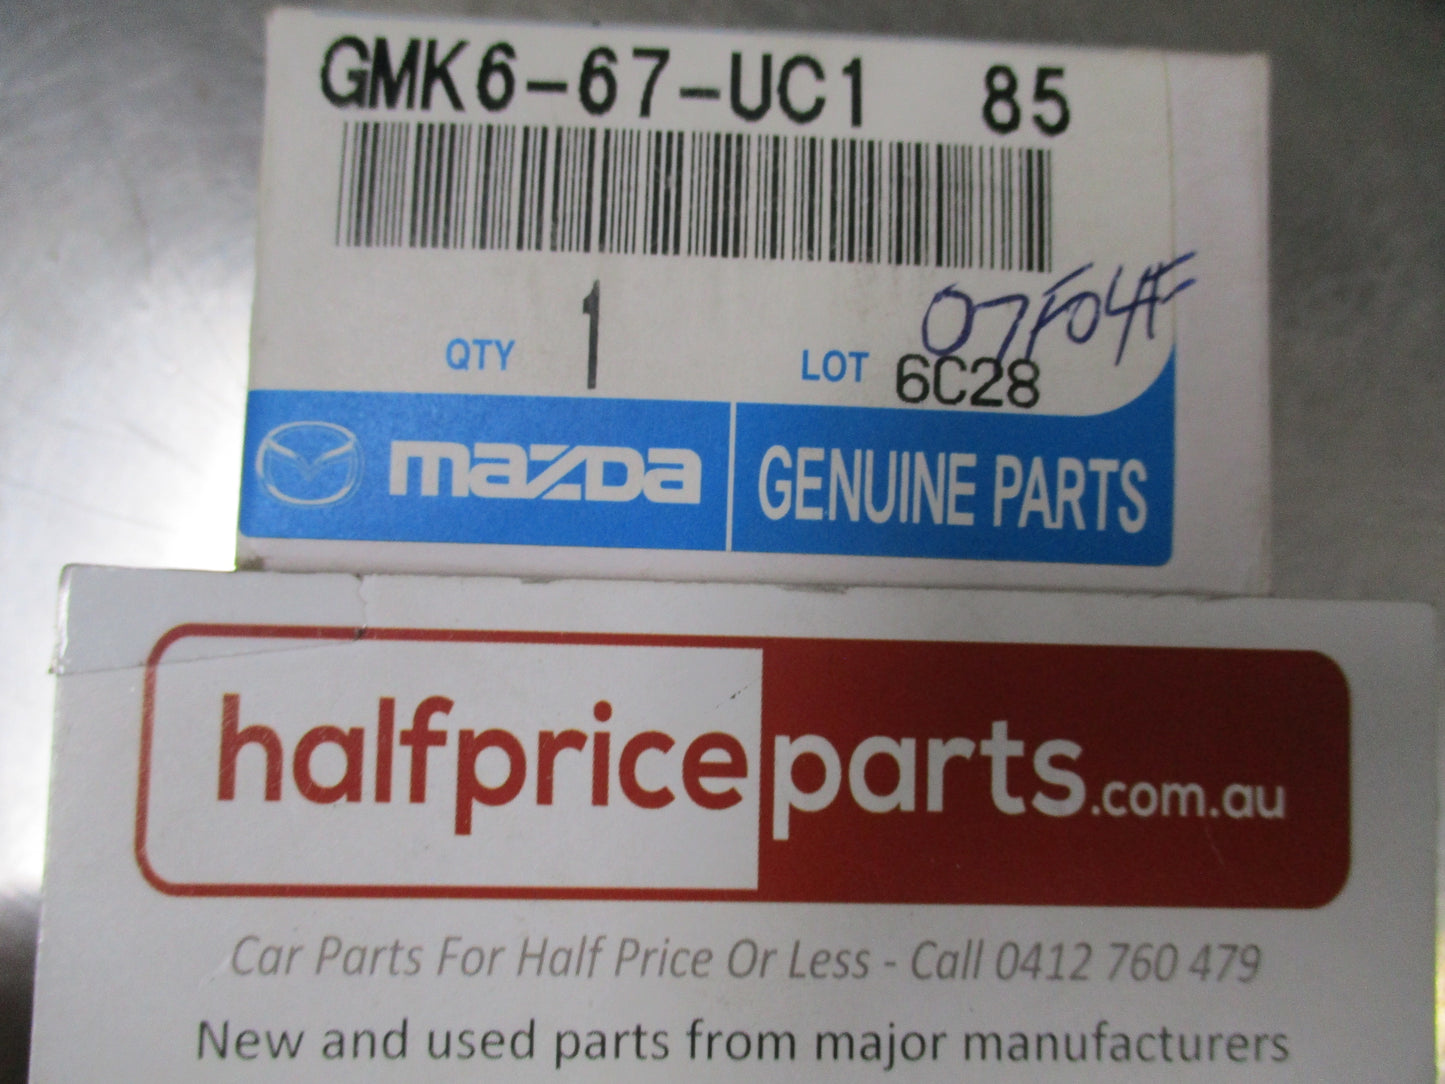 GMK6-67-UC1 85
07F04F
QTY 1 LOT 6C28
mazDa GENUINE PARTS
halfpriceparts.com.au
Car Parts For Half Price Or Less - Call 0412 760 479
New and used parts from major manufacturers